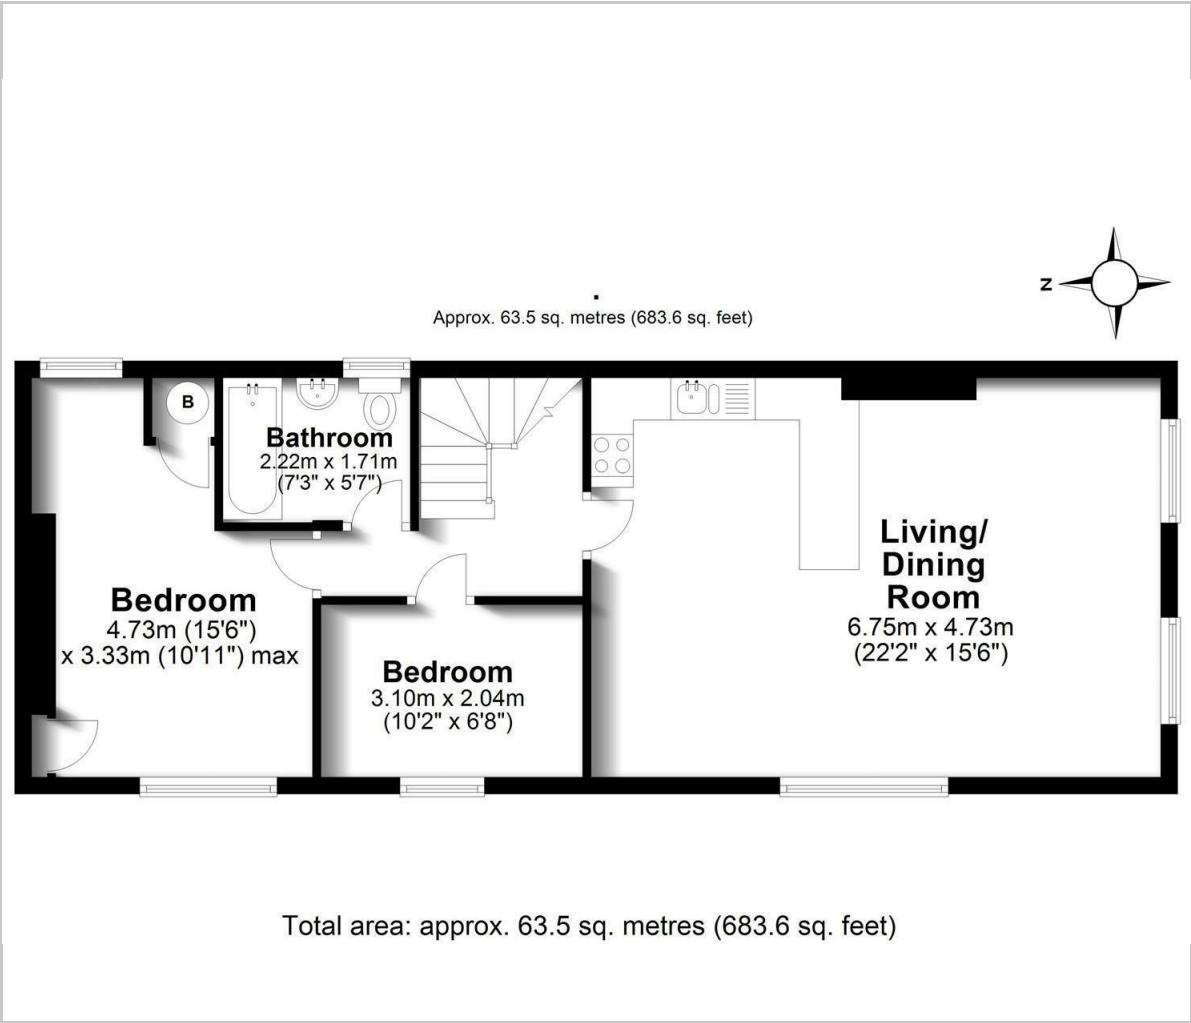 N
Approx. 63.5 sq. metres (683.6 sq. feet)
B
Bathroom
2.22m x 1.71m
(7'3" x 5'7")
Living/
Dining
Room
6.75m x 4.73m
(22'2" x 15'6")
Bedroom
4.73m (15'6")
x 3.33m (10'11") max
Bedroom
3.10m x 2.04m
(10'2" x 6'8")
Total area: approx. 63.5 sq. metres (683.6 sq. feet)